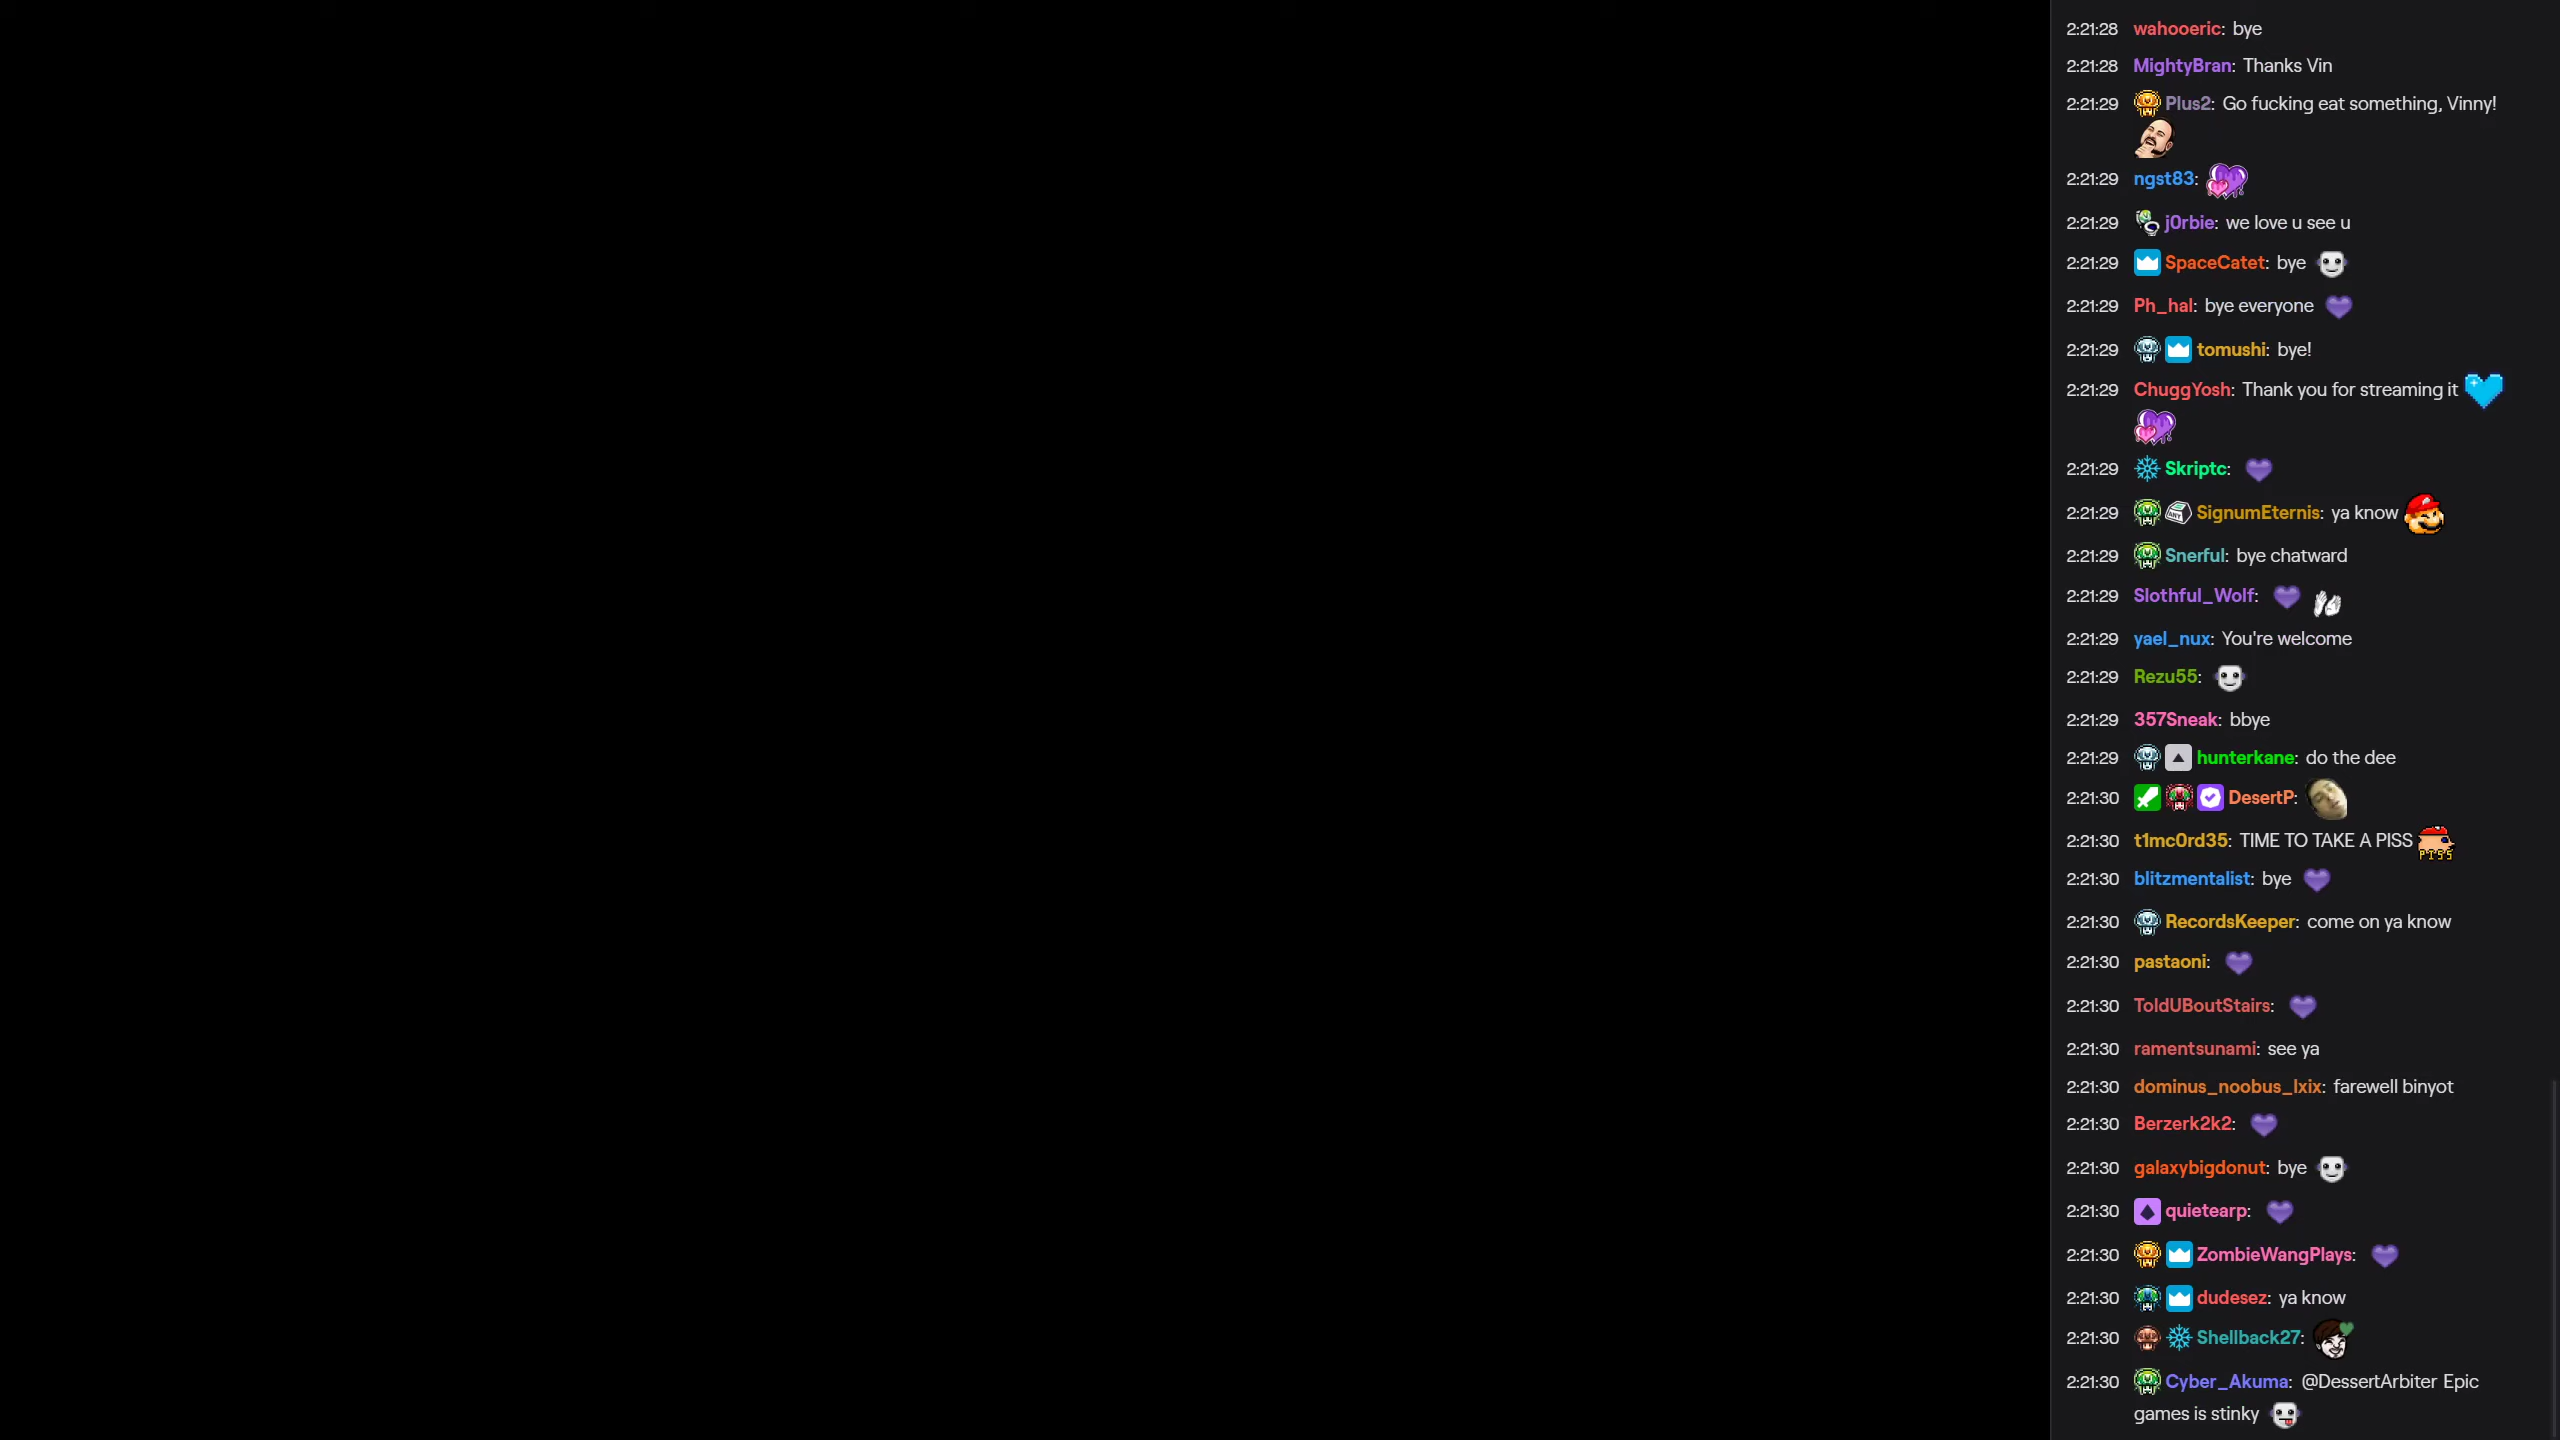 2:21:28 wahooeric: bye
2:21:28 MightyBran: Thanks Vin
2:21:29 Plus2: Go fucking eat something, Vinny!
2:21:29 ngst83:
2:21:29 j0rbie: we love u see u
2:21:29 SpaceCatet: bye
2:21:29 Ph_hal: bye everyone
2:21:29 tomushi: bye!
2:21:29 ChuggYosh: Thank you for streaming it
2:21:29 Skriptc:
2:21:29 SignumEternis: ya know
2:21:29 Snerful: bye chatward
2:21:29 Slothful_Wolf:
2:21:29 yael_nux: You're welcome
2:21:29 Rezu55:
2:21:29 357Sneak: bbye
2:21:29 hunterkane: do the dee
2:21:30 DesertP:
2:21:30 t1mc0rd35: TIME TO TAKE A PISS PISS
2:21:30 blitzmentalist: bye
2:21:30 RecordsKeeper: come on ya know
2:21:30 pastaoni:
2:21:30 ToldUBoutStairs:
2:21:30 ramentsunami: see ya
2:21:30 dominus_noobus_lxix: farewell binyot
2:21:30 Berzerk2k2:
2:21:30 galaxybigdonut: bye
2:21:30 quietearp:
2:21:30 ZombieWangPlays:
2:21:30 dudesez: ya know
2:21:30 Shellback27:
2:21:30 Cyber_Akuma: @DessertArbiter Epic
games is stinky